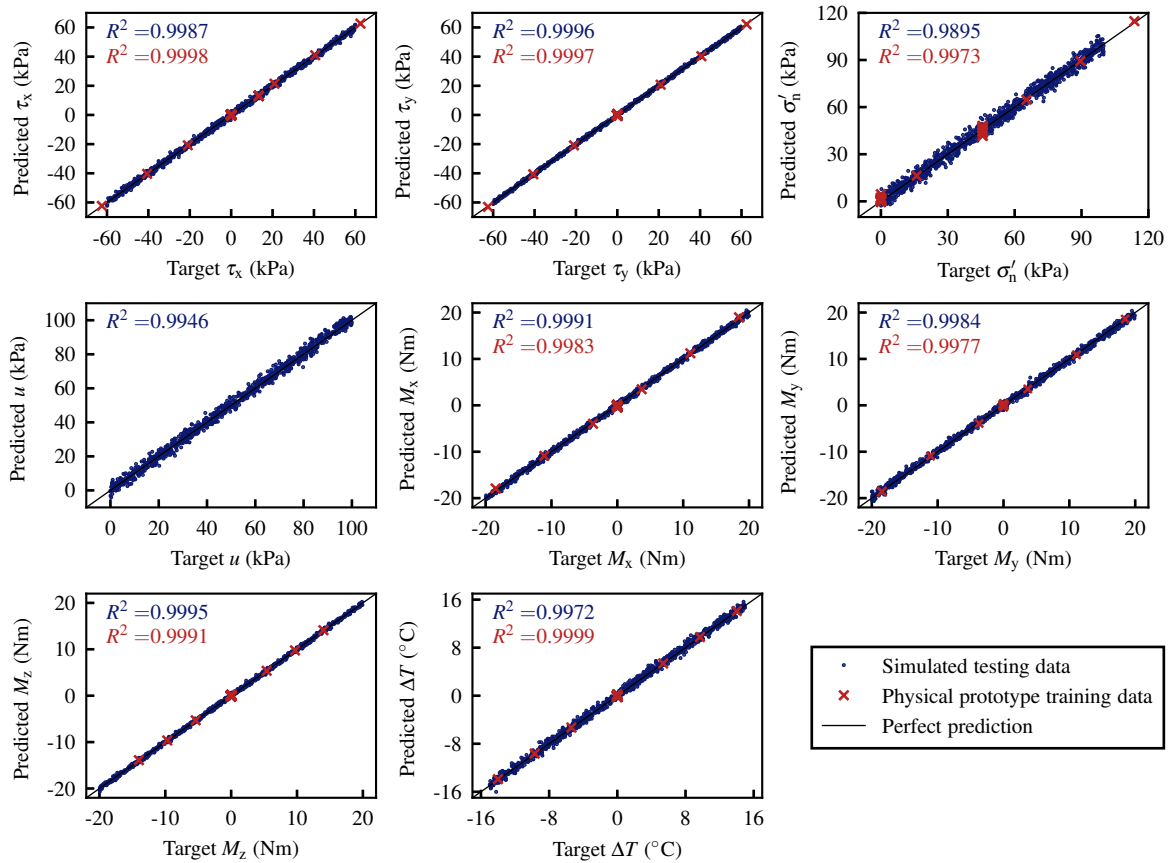 R² =0.9987
R² =0.9998
60
40
20
0
-20
-40
-60
Predicted τx (kPa)
-60 -40 -20 0 20 40 60
Target τx (kPa)
R² =0.9996
R² =0.9997
60
40
20
0
-20
-40
-60
Predicted τy (kPa)
-60 -40 -20 0 20 40 60
Target τy (kPa)
R² =0.9895
R² =0.9973
120
90
60
30
0
Predicted σ′n (kPa)
0 30 60 90 120
Target σ′n (kPa)
R² =0.9946
100
80
60
40
20
0
Predicted u (kPa)
0 20 40 60 80 100
Target u (kPa)
R² =0.9991
R² =0.9983
20
10
0
-10
-20
Predicted Mx (Nm)
-20 -10 0 10 20
Target Mx (Nm)
R² =0.9984
R² =0.9977
20
10
0
-10
-20
Predicted My (Nm)
-20 -10 0 10 20
Target My (Nm)
R² =0.9995
R² =0.9991
20
10
0
-10
-20
Predicted Mz (Nm)
-20 -10 0 10 20
Target Mz (Nm)
R² =0.9972
R² =0.9999
16
8
0
-8
-16
Predicted ΔT (°C)
-16 -8 0 8 16
Target ΔT (°C)
Simulated testing data
Physical prototype training data
Perfect prediction